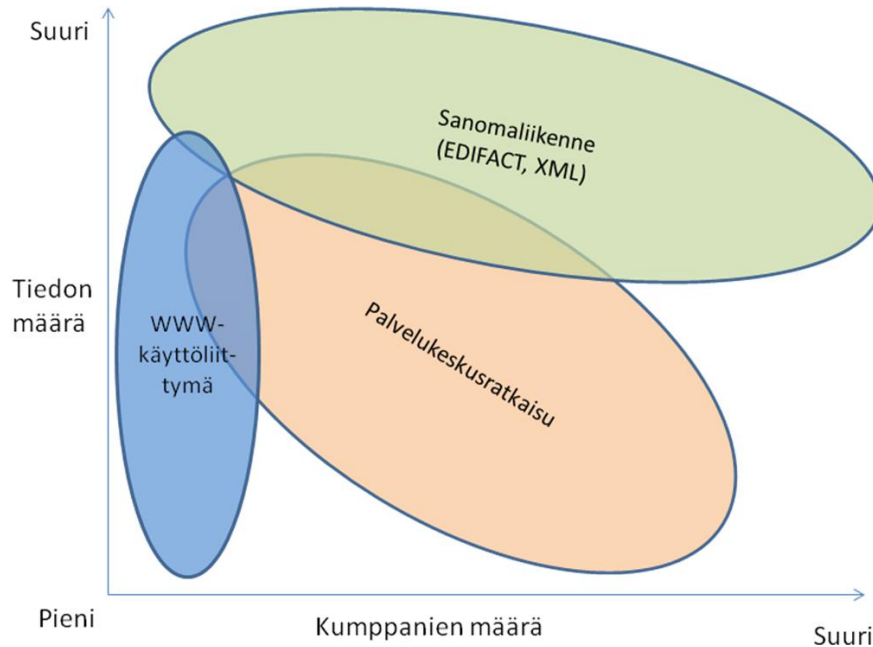 Suuri
Sanomaliikenne
(EDIFACT, XML)
Tiedon
määrä
WWW-
käyttöliit-
tymä
Palvelukeskusratkaisu
Pieni
Kumppanien määrä
Suuri